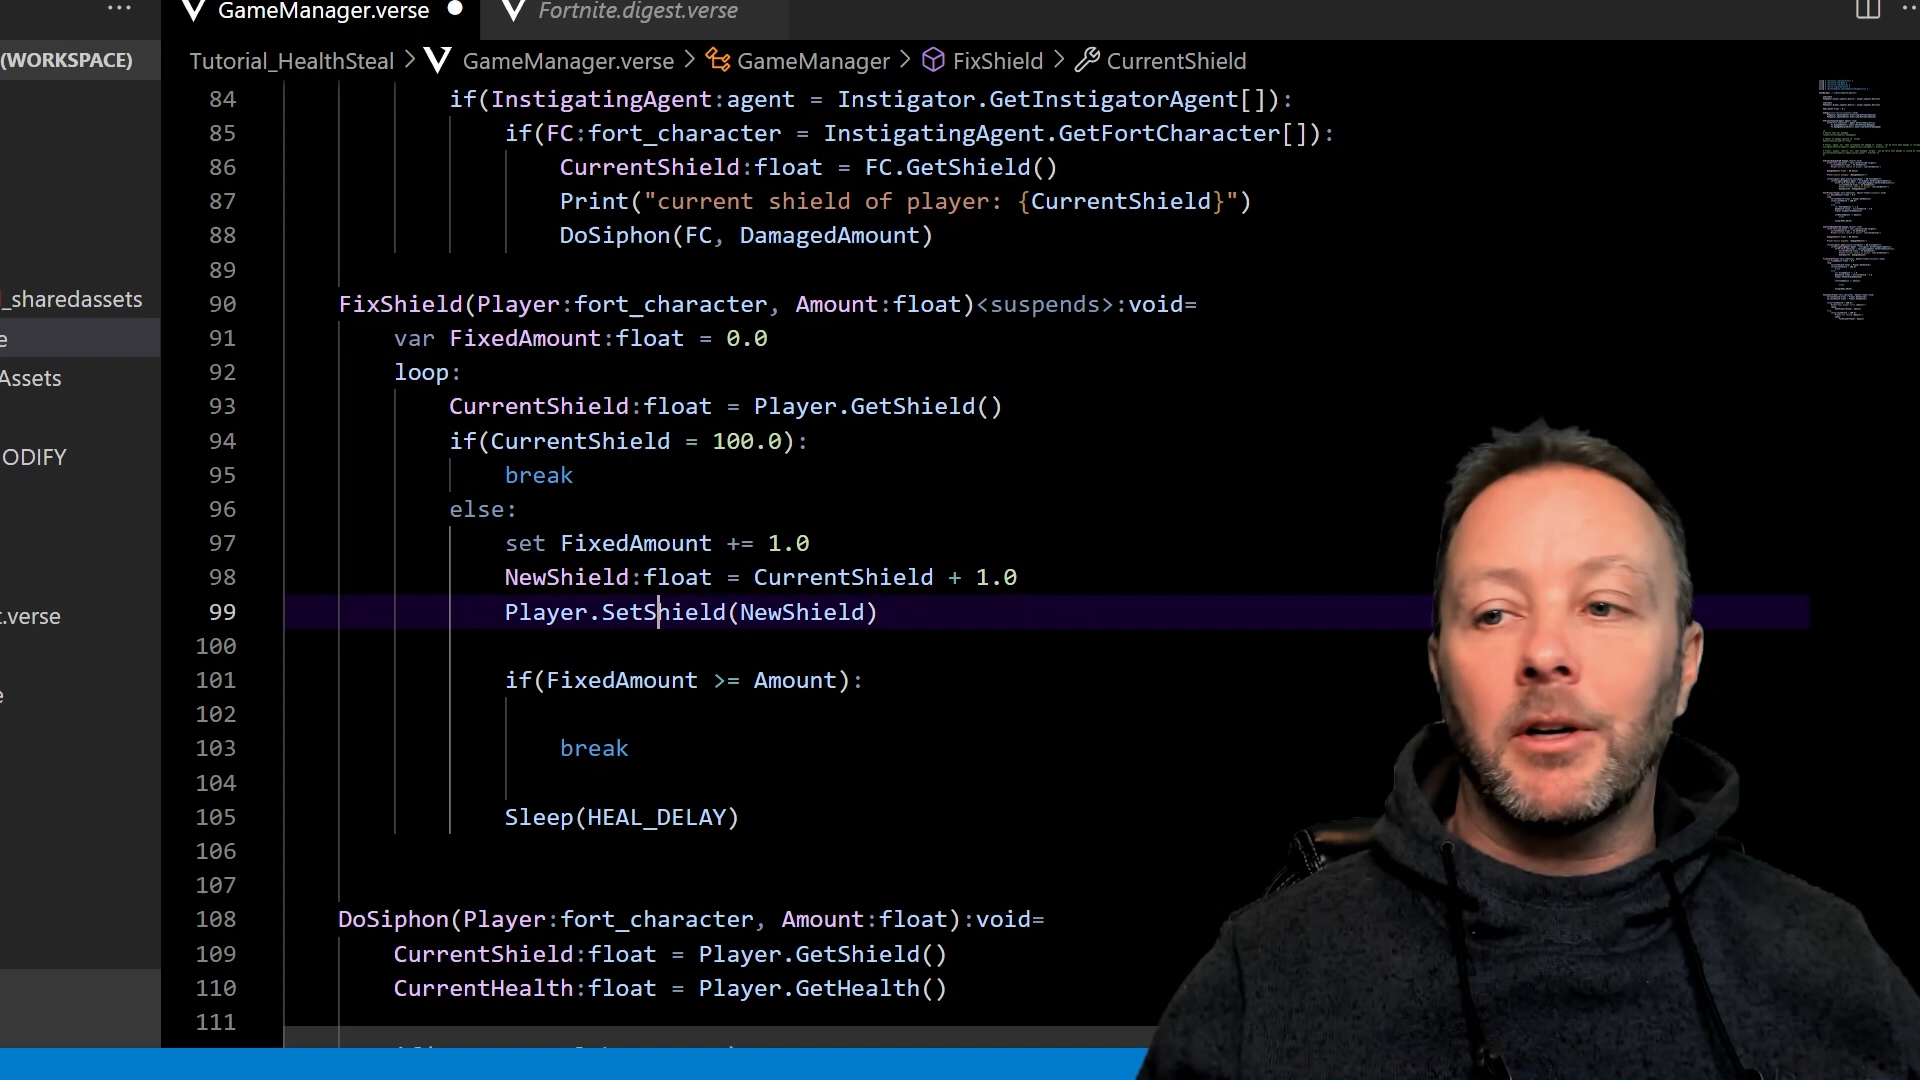 GameManager.verse
Fortnite.digest.verse
(WORKSPACE)
Tutorial_HealthSteal > GameManager.verse > GameManager > FixShield > CurrentShield
_sharedassets
e
Assets
ODIFY
.verse
e
84 if(InstigatingAgent:agent = Instigator.GetInstigatorAgent[]):
85 if(FC:fort_character = InstigatingAgent.GetFortCharacter[]):
86 CurrentShield:float = FC.GetShield()
87 Print("current shield of player: {CurrentShield}")
88 DoSiphon(FC, DamagedAmount)
89
90 FixShield(Player:fort_character, Amount:float)<suspends>:void=
91 var FixedAmount:float = 0.0
92 loop:
93 CurrentShield:float = Player.GetShield()
94 if(CurrentShield = 100.0):
95 break
96 else:
97 set FixedAmount += 1.0
98 NewShield:float = CurrentShield + 1.0
99 Player.SetShield(NewShield)
100
101 if(FixedAmount >= Amount):
102
103 break
104
105 Sleep(HEAL_DELAY)
106
107
108 DoSiphon(Player:fort_character, Amount:float):void=
109 CurrentShield:float = Player.GetShield()
110 CurrentHealth:float = Player.GetHealth()
111